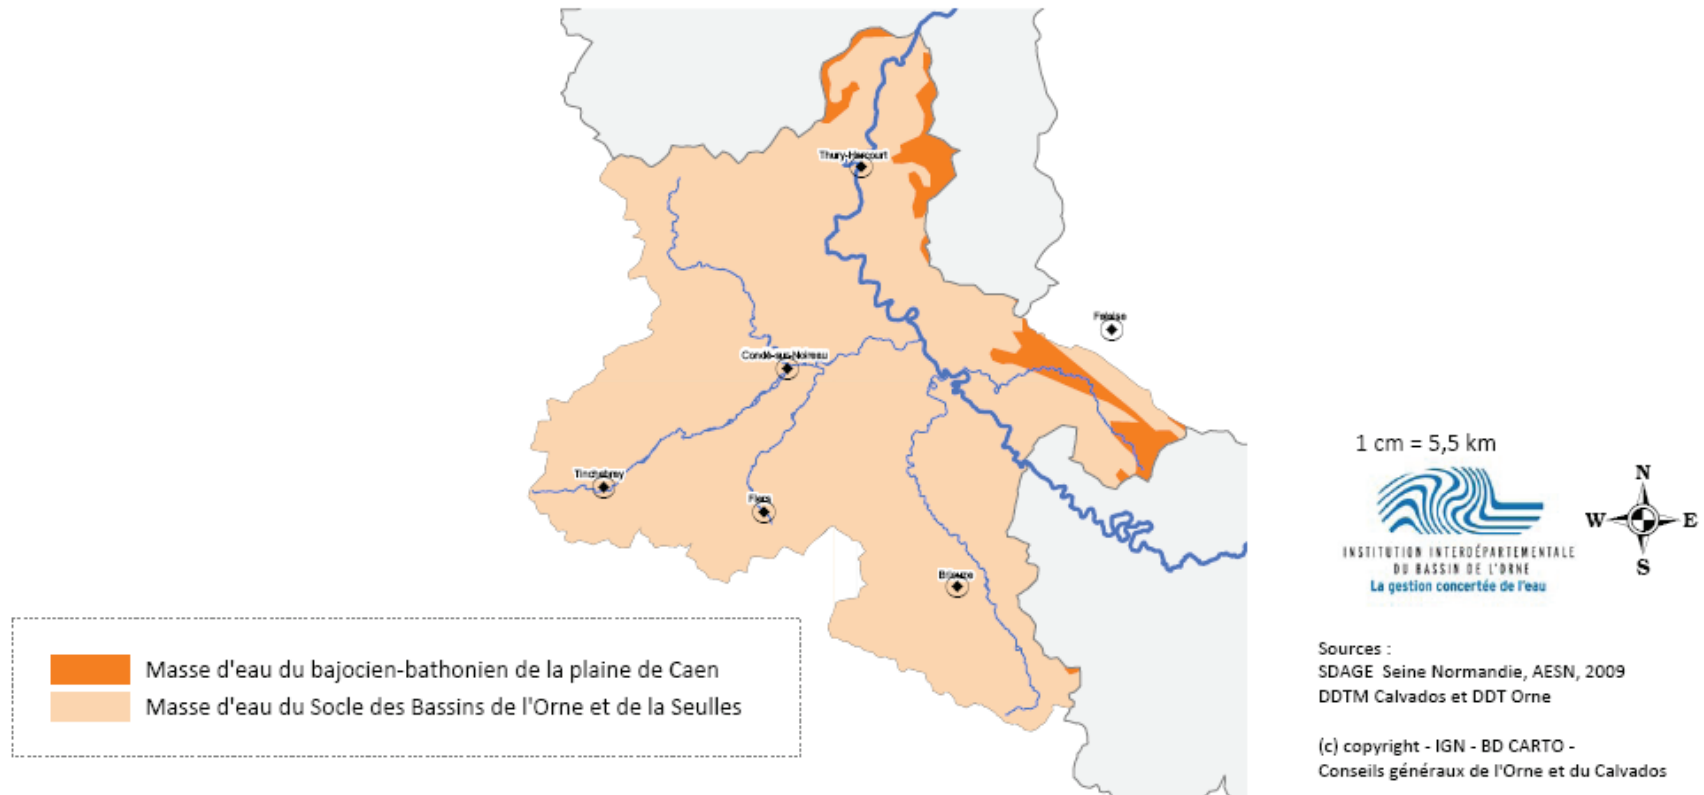 Thury-Harcourt
Falaise
Condé-sur-Noireau
Tinchebray
Flers
Briouze
1 cm = 5,5 km
N
W
E
S
INSTITUTION INTERDÉPARTEMENTALE
DU BASSIN DE L'ORNE
La gestion concertée de l'eau
Masse d'eau du bajocien-bathonien de la plaine de Caen
Masse d'eau du Socle des Bassins de l'Orne et de la Seulles
Sources :
SDAGE Seine Normandie, AESN, 2009
DDTM Calvados et DDT Orne
(c) copyright - IGN - BD CARTO -
Conseils généraux de l'Orne et du Calvados